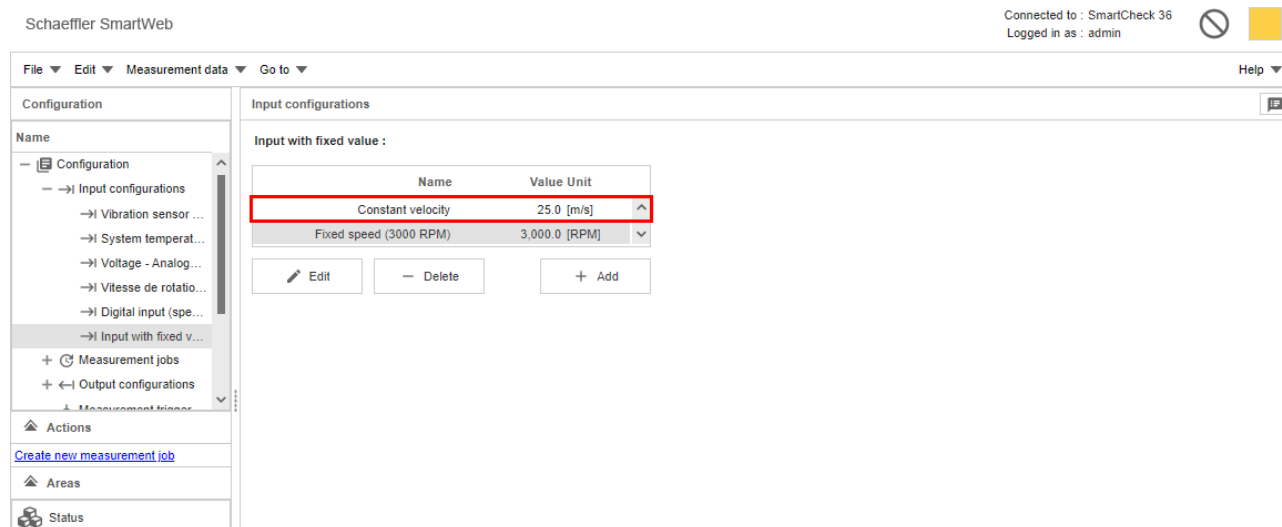 Schaeffler SmartWeb
Connected to : SmartCheck 36
Logged in as : admin
File Edit Measurement data Go to Help
Configuration
Input configurations
Name
Input with fixed value :
Configuration
Input configurations
Vibration sensor ...
System temperat...
Voltage - Analog...
Vitesse de rotatio...
Digital input (spe...
Input with fixed v...
Measurement jobs
Output configurations
Measurement trigger
Name Value Unit
Constant velocity 25.0 [m/s]
Fixed speed (3000 RPM) 3,000.0 [RPM]
Edit Delete Add
Actions
Create new measurement job
Areas
Status